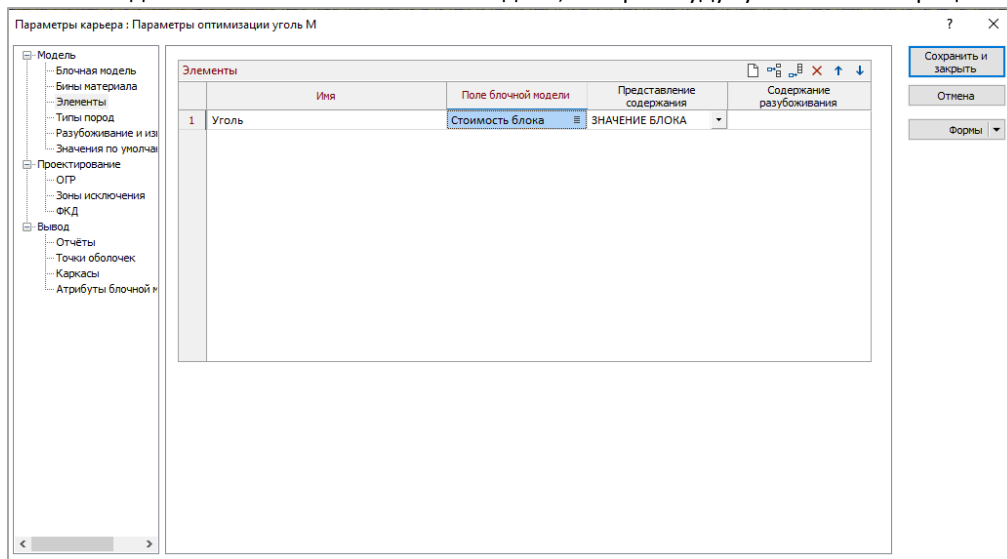 Параметры карьера : Параметры оптимизации уголь М
? ×
Модель
Блочная модель
Бины материала
Элементы
Типы пород
Разубоживание и изв
Значения по умолчан
Проектирование
ОГР
Зоны исключения
ФКД
Вывод
Отчёты
Точки оболочек
Каркасы
Атрибуты блочной м
Элементы
Имя Поле блочной модели Представление содержания Содержание разубоживания
1 Уголь Стоимость блока ЗНАЧЕНИЕ БЛОКА
Сохранить и
закрыть
Отмена
Формы